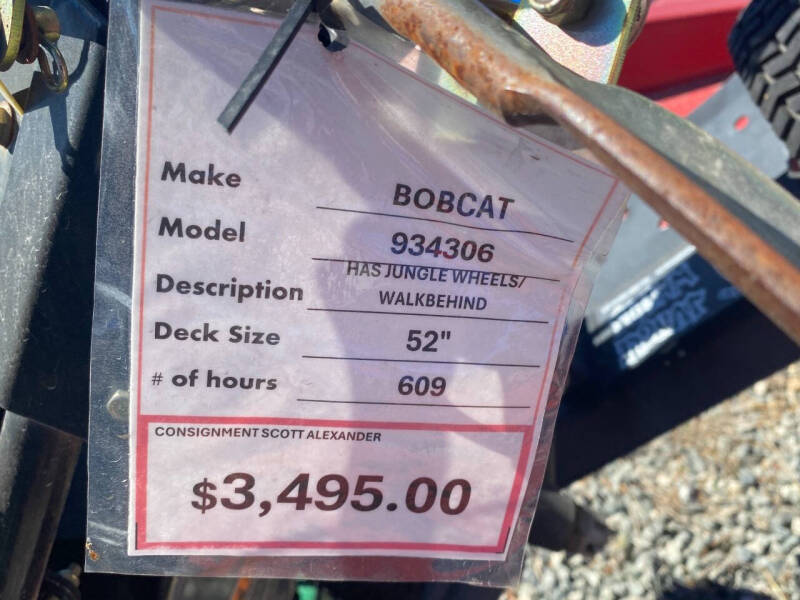 Make BOBCAT
Model 934306
Description HAS JUNGLE WHEELS/
WALKBEHIND
Deck Size 52"
# of hours 609
CONSIGNMENT SCOTT ALEXANDER
$3,495.00